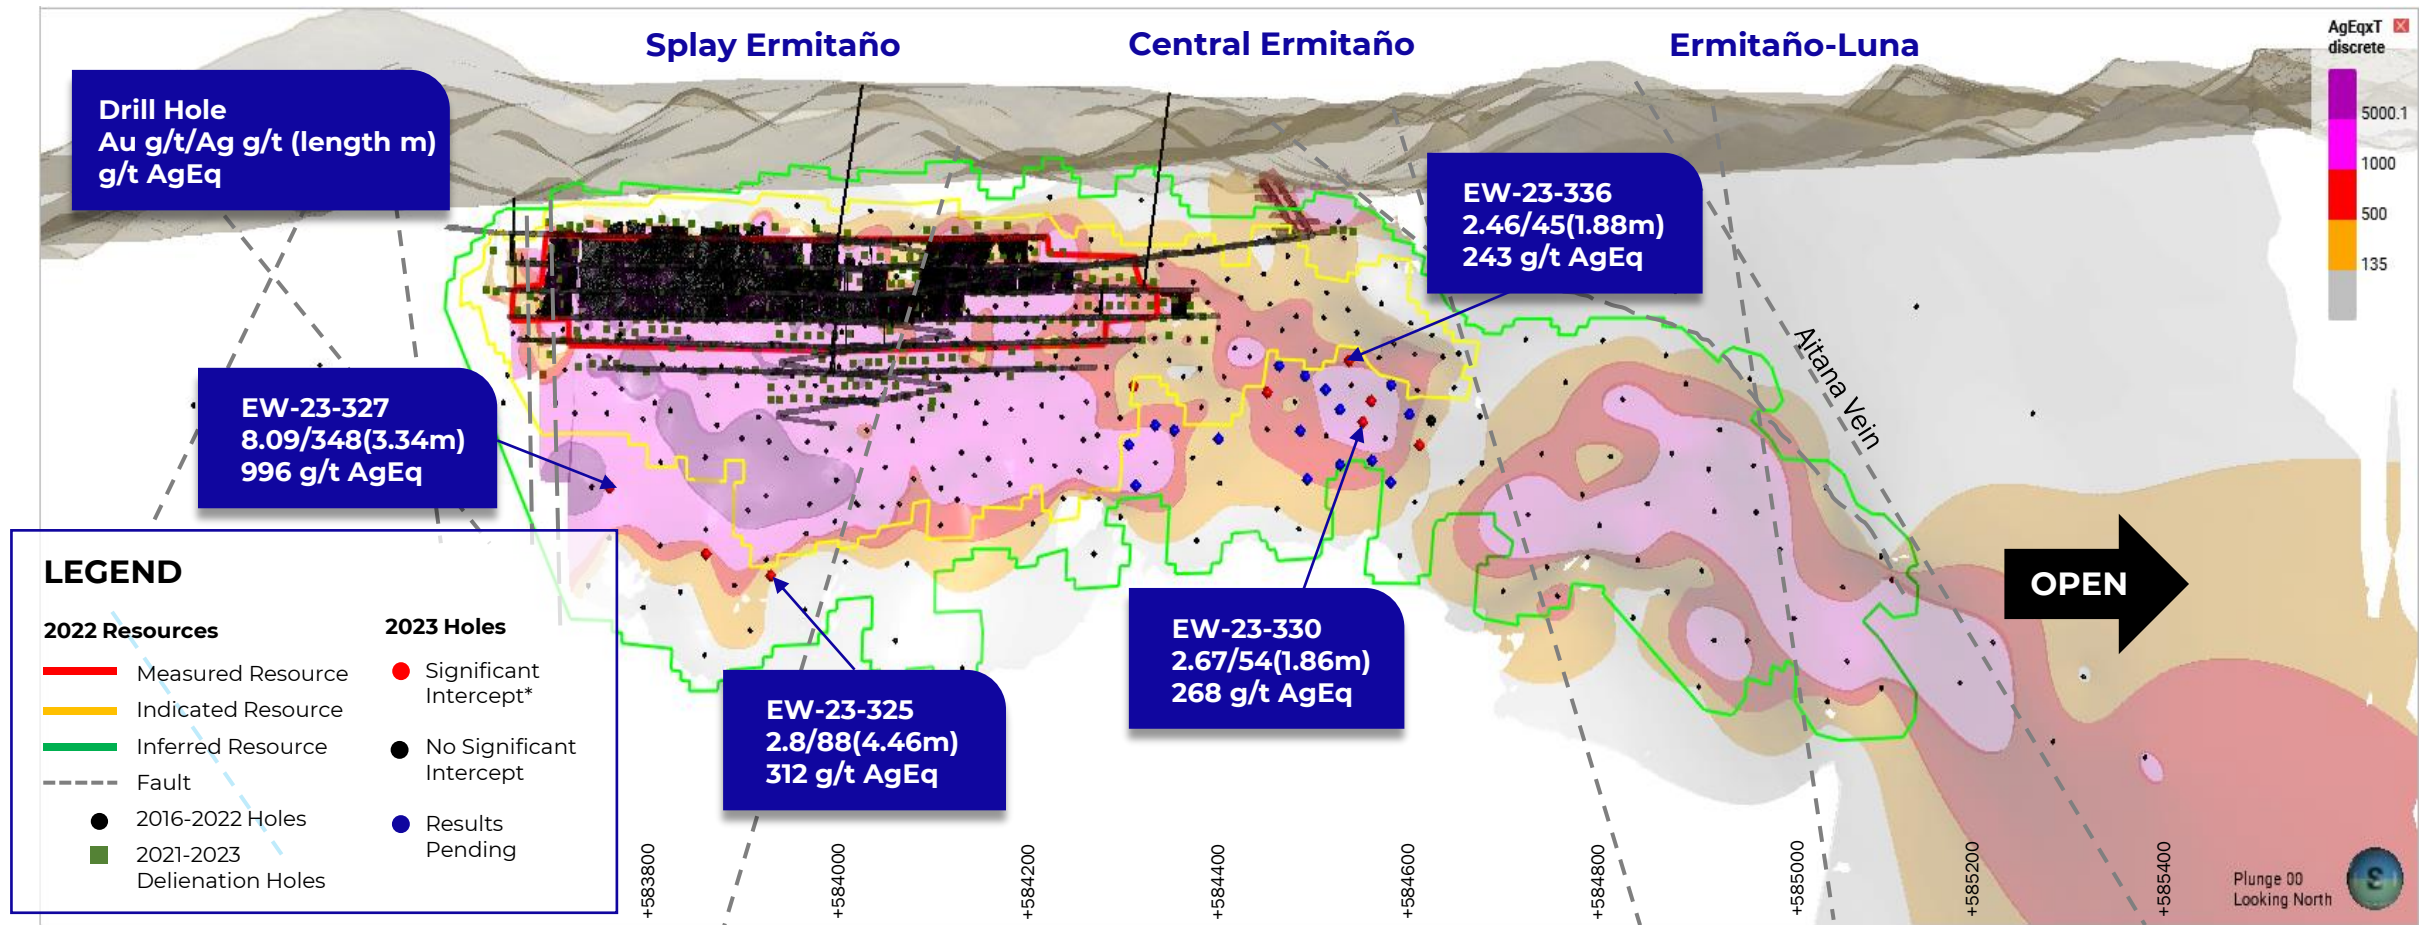 Splay Ermitaño
Central Ermitaño
Ermitaño-Luna
AgEqxT
discrete
5000.1
1000
500
135
Drill Hole
Au g/t/Ag g/t (length m)
g/t AgEq
EW-23-336
2.46/45(1.88m)
243 g/t AgEq
Aitana Vein
EW-23-327
8.09/348(3.34m)
996 g/t AgEq
OPEN
EW-23-330
2.67/54(1.86m)
268 g/t AgEq
EW-23-325
2.8/88(4.46m)
312 g/t AgEq
LEGEND
2022 Resources
Measured Resource
Indicated Resource
Inferred Resource
Fault
2016-2022 Holes
2021-2023
Delienation Holes
2023 Holes
Significant
Intercept*
No Significant
Intercept
Results
Pending
+583800
+584000
+584200
+584400
+584600
+584800
+585000
+585200
+585400
Plunge 00
Looking North